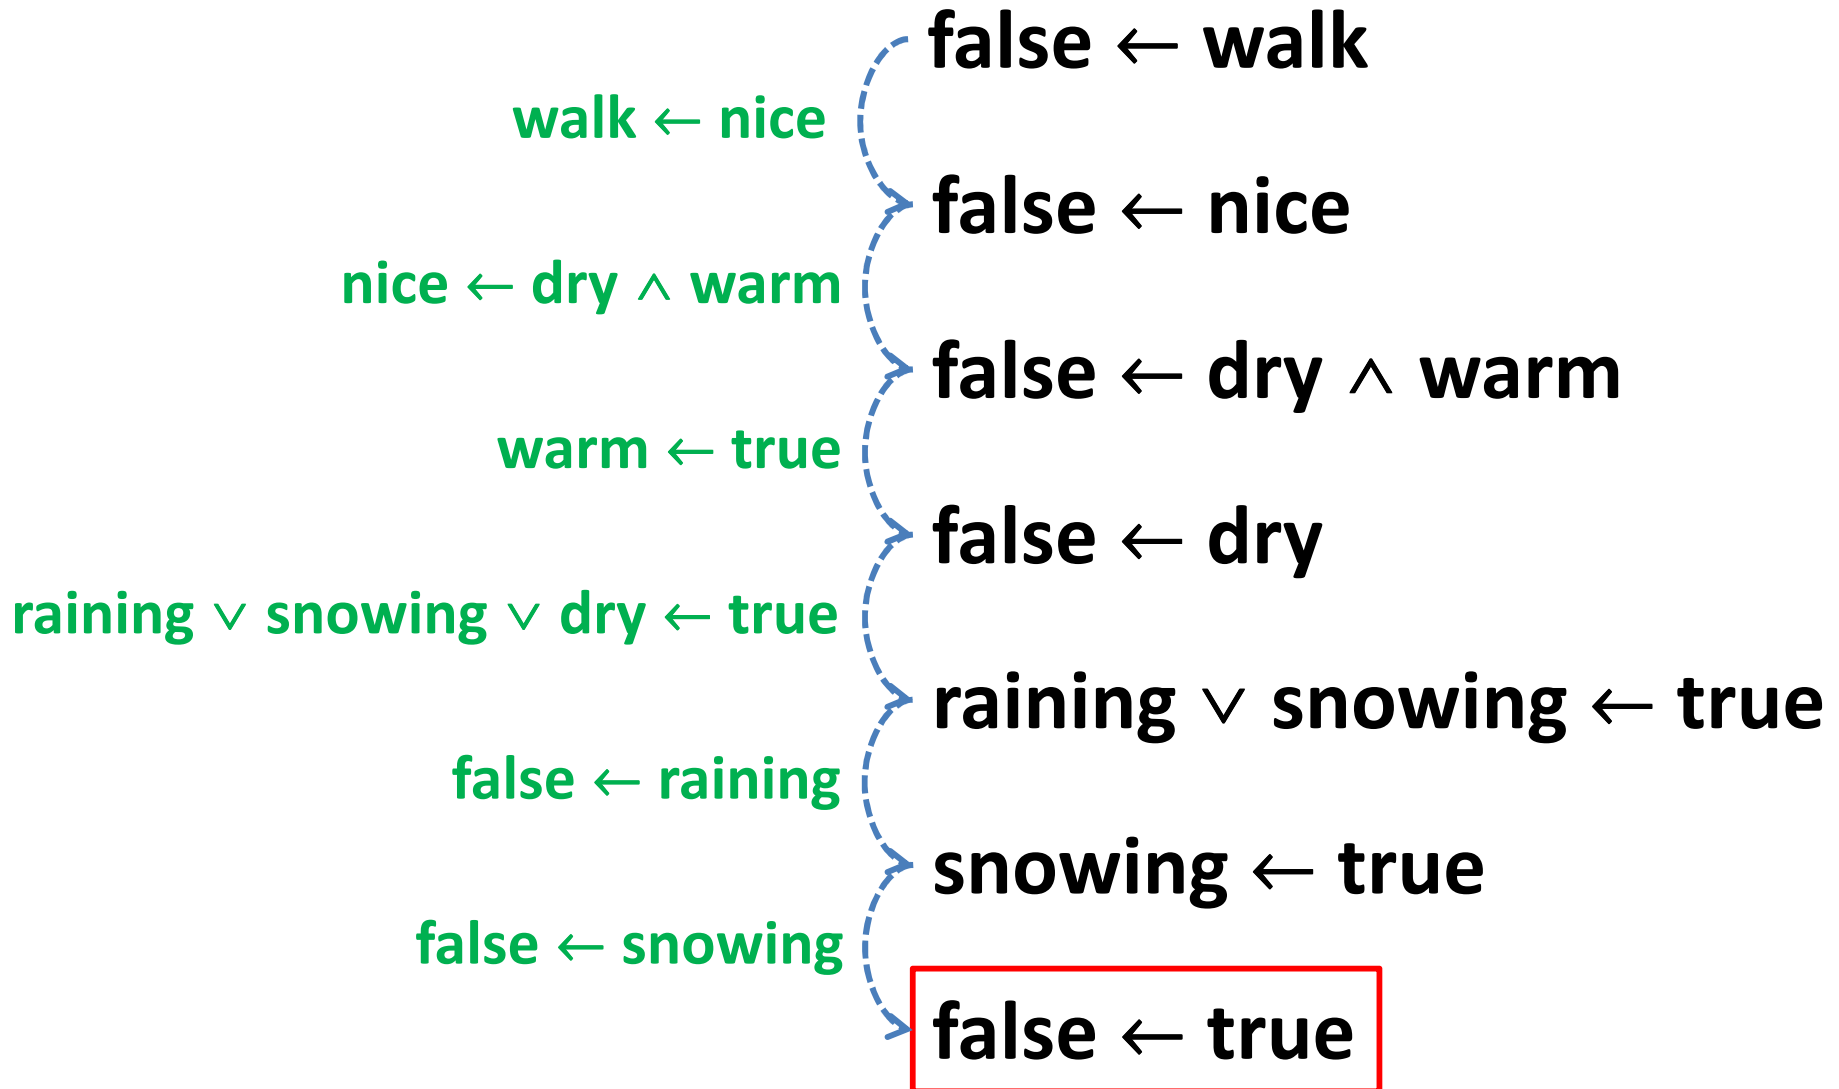 false ← walk
walk ← nice
false ← nice
nice ← dry ∧ warm
false ← dry ∧ warm
warm ← true
false ← dry
raining ∨ snowing ∨ dry ← true
raining ∨ snowing ← true
false ← raining
snowing ← true
false ← snowing
false ← true